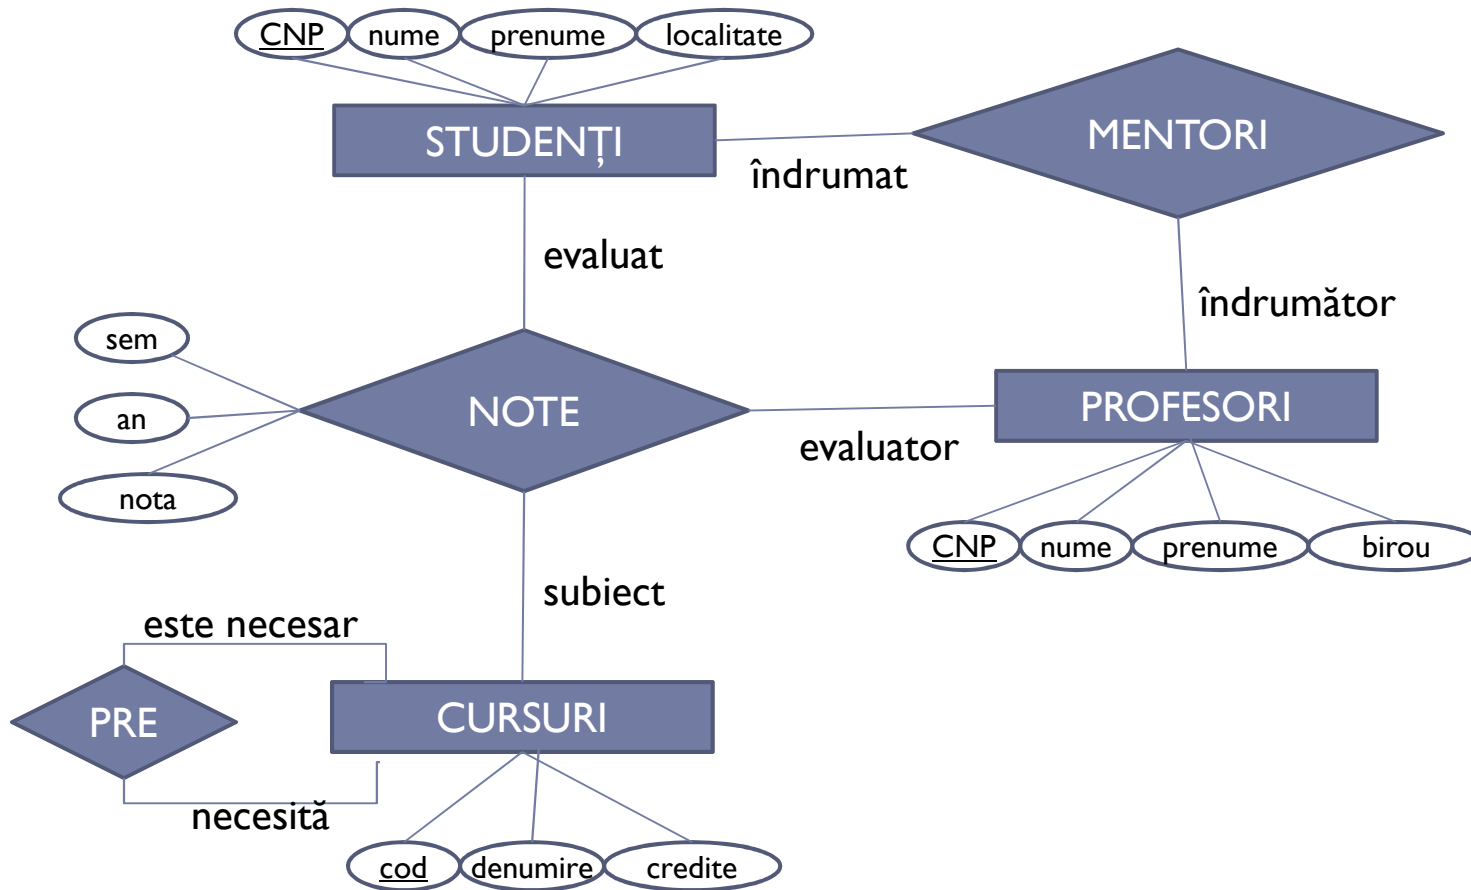 CNP nume prenume localitate
STUDENȚI
MENTORI
îndrumat
evaluat
îndrumător
sem
an
nota
NOTE
evaluator
PROFESORI
CNP nume prenume birou
subiect
este necesar
PRE
CURSURI
necesită
cod denumire credite